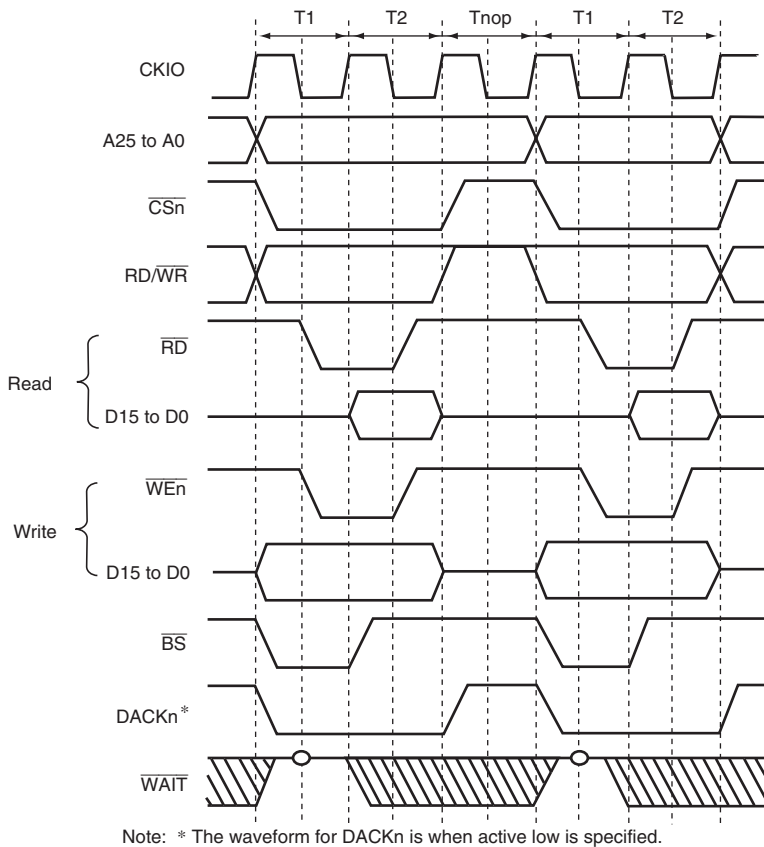 T1 T2 Tnop T1 T2
CKIO
A25 to A0
CSn
RD/WR
Read
RD
D15 to D0
Write
WEn
D15 to D0
BS
DACKn*
WAIT
Note: * The waveform for DACKn is when active low is specified.